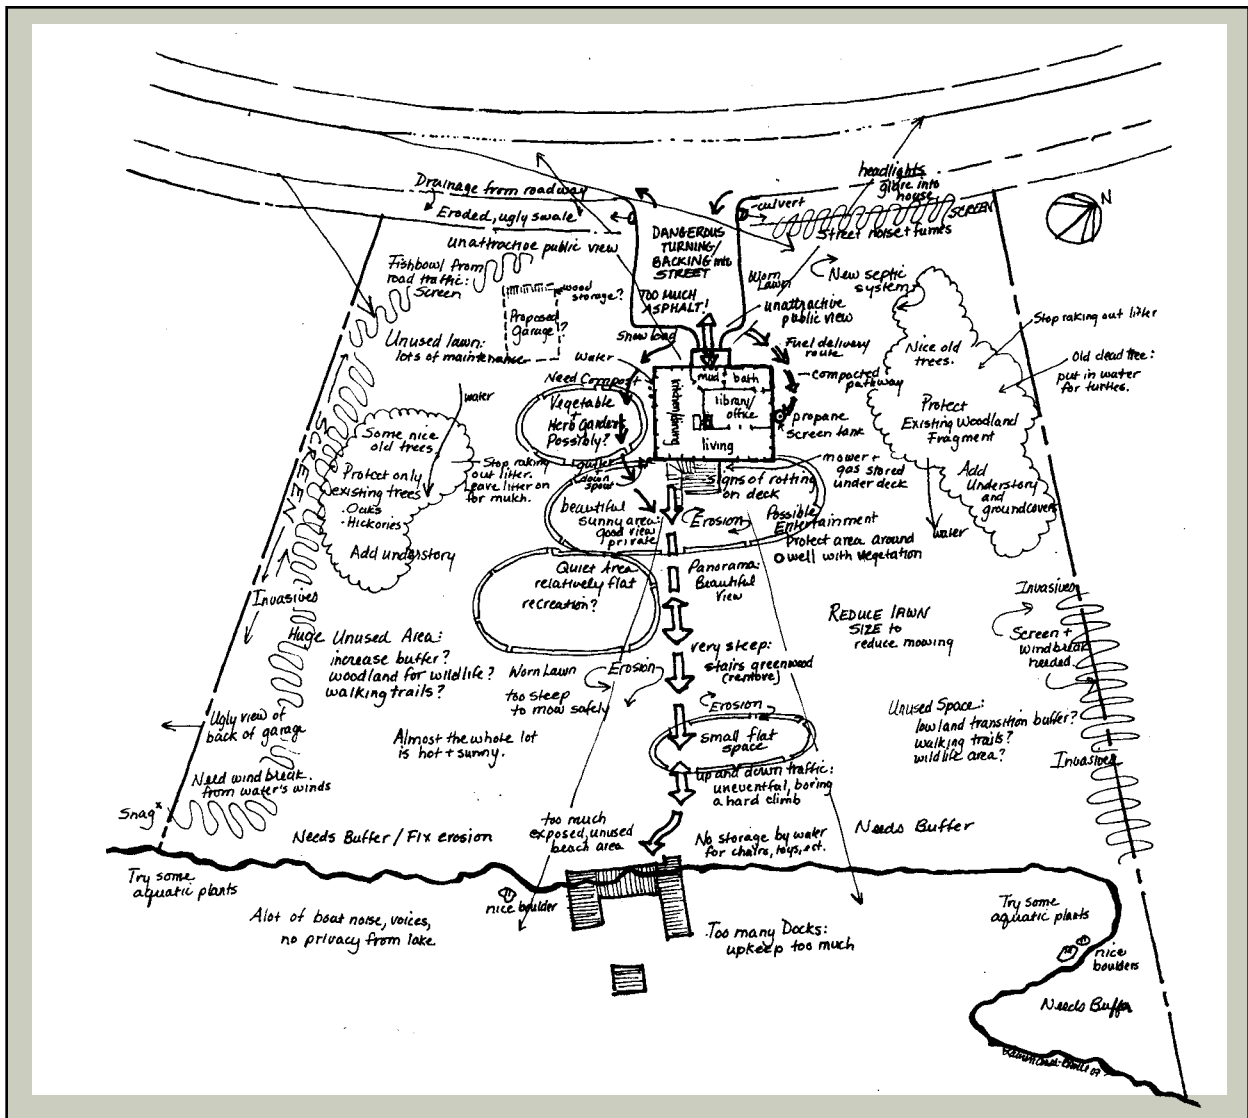 Drainage from roadway
Eroded, ugly swale
unattractive public view
culvert
headlights
glare into
house
SCREEN
Street noise + fumes
N
DANGEROUS
TURNING/
BACKING into
STREET
TOO MUCH
ASPHALT!
Worn
Lawn
New septic
system
unattractive
public view
Fishbowl from
road traffic:
Screen
wood
storage?
Proposed
Garage?
Unused lawn:
lots of maintenance
Snow load
Water
Fuel delivery
route
compacted
pathway
Nice old
trees.
Stop raking out litter
Old dead tree:
put in water
for turtles.
Protect
Existing Woodland
Fragment
Add
Understory
and
groundcover
water
mud
bath
kitchen/dining
library/
office
living
propane
screen tank
mower +
gas stored
under deck
Need Compost
Vegetable
+
Herb Garden
Possibly?
water
SCREEN
Some nice
old trees
Protect only
existing trees
·Oaks
·Hickories
Add understory
Stop raking
out litter.
Leave litter on
for mulch.
gutter
+ down
spout
signs of rotting
on deck
beautiful
sunny area:
good view
private
Erosion
Possible
Entertainment
Protect area around
well with vegetation
Quiet Area
relatively flat
recreation?
Panorama:
Beautiful
View
Invasives
Huge Unused Area:
increase buffer?
woodland for wildlife?
walking trails?
Worn Lawn
too steep
to mow safely
Erosion
very steep:
stairs greenwood
(remove)
REDUCE LAWN
SIZE to
reduce mowing
Invasives
Screen +
windbreak
needed
Ugly view of
back of garage
Almost the whole lot
is hot + sunny.
Erosion
small flat
space
Unused Space:
lowland transition buffer?
walking trails?
wildlife area?
Invasives
Need wind break
from water's winds
Snag x
up and down traffic:
uneventful, boring
a hard climb
Needs Buffer / Fix erosion
too much
exposed, unused
beach area
No storage by water
for chairs, toys, ect.
Needs Buffer
Try some
aquatic plants
Alot of boat noise, voices,
no privacy from lake.
nice boulder
Too many Docks:
upkeep too much
Try some
aquatic plants
nice
boulders
Needs Buffer